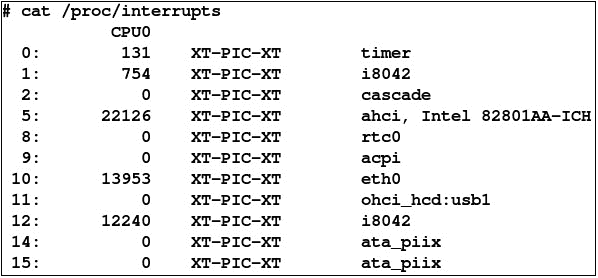 # cat /proc/interrupts
CPU0
0: 131 XT-PIC-XT timer
1: 754 XT-PIC-XT i8042
2: 0 XT-PIC-XT cascade
5: 22126 XT-PIC-XT ahci, Intel 82801AA-ICH
8: 0 XT-PIC-XT rtc0
9: 0 XT-PIC-XT acpi
10: 13953 XT-PIC-XT eth0
11: 0 XT-PIC-XT ohci_hcd:usb1
12: 12240 XT-PIC-XT i8042
14: 0 XT-PIC-XT ata_piix
15: 0 XT-PIC-XT ata_piix